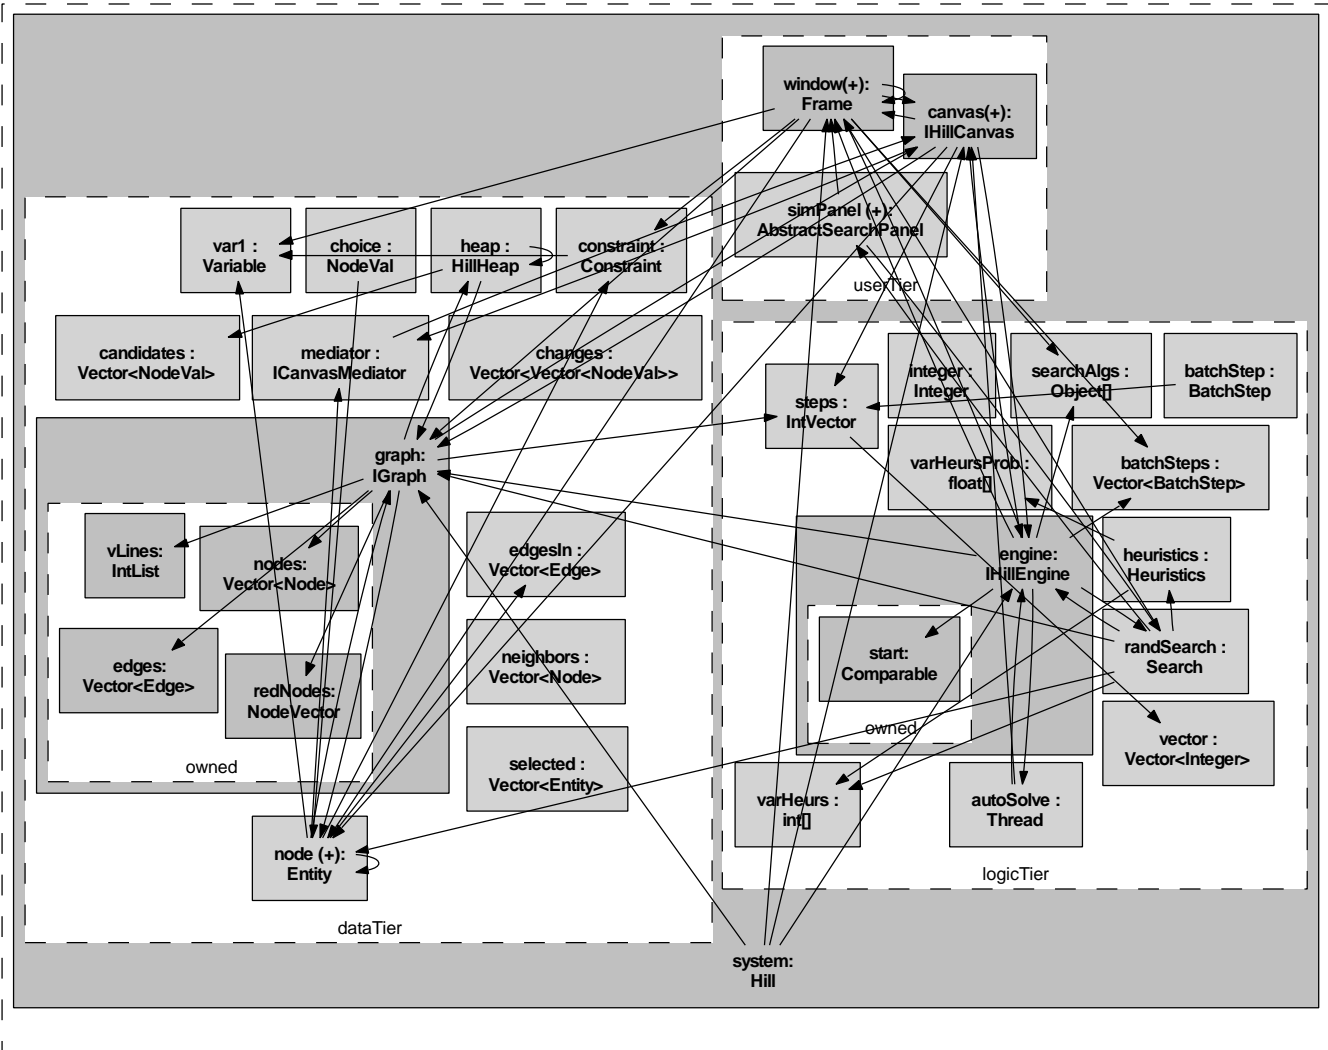 window(+):
Frame
canvas(+):
IHillCanvas
simPanel (+):
AbstractSearchPanel
userTier
var1 :
Variable
choice :
NodeVal
heap :
HillHeap
constraint :
Constraint
candidates :
Vector<NodeVal>
mediator :
ICanvasMediator
changes :
Vector<Vector<NodeVal>>
graph:
IGraph
vLines:
IntList
nodes:
Vector<Node>
edges:
Vector<Edge>
redNodes:
NodeVector
owned
edgesIn :
Vector<Edge>
neighbors :
Vector<Node>
selected :
Vector<Entity>
node (+):
Entity
dataTier
steps :
IntVector
integer :
Integer
searchAlgs :
Object[]
batchStep :
BatchStep
varHeursProb :
float[]
batchSteps :
Vector<BatchStep>
engine:
IHillEngine
heuristics :
Heuristics
start:
Comparable
owned
randSearch :
Search
vector :
Vector<Integer>
varHeurs :
int[]
autoSolve :
Thread
logicTier
system:
Hill